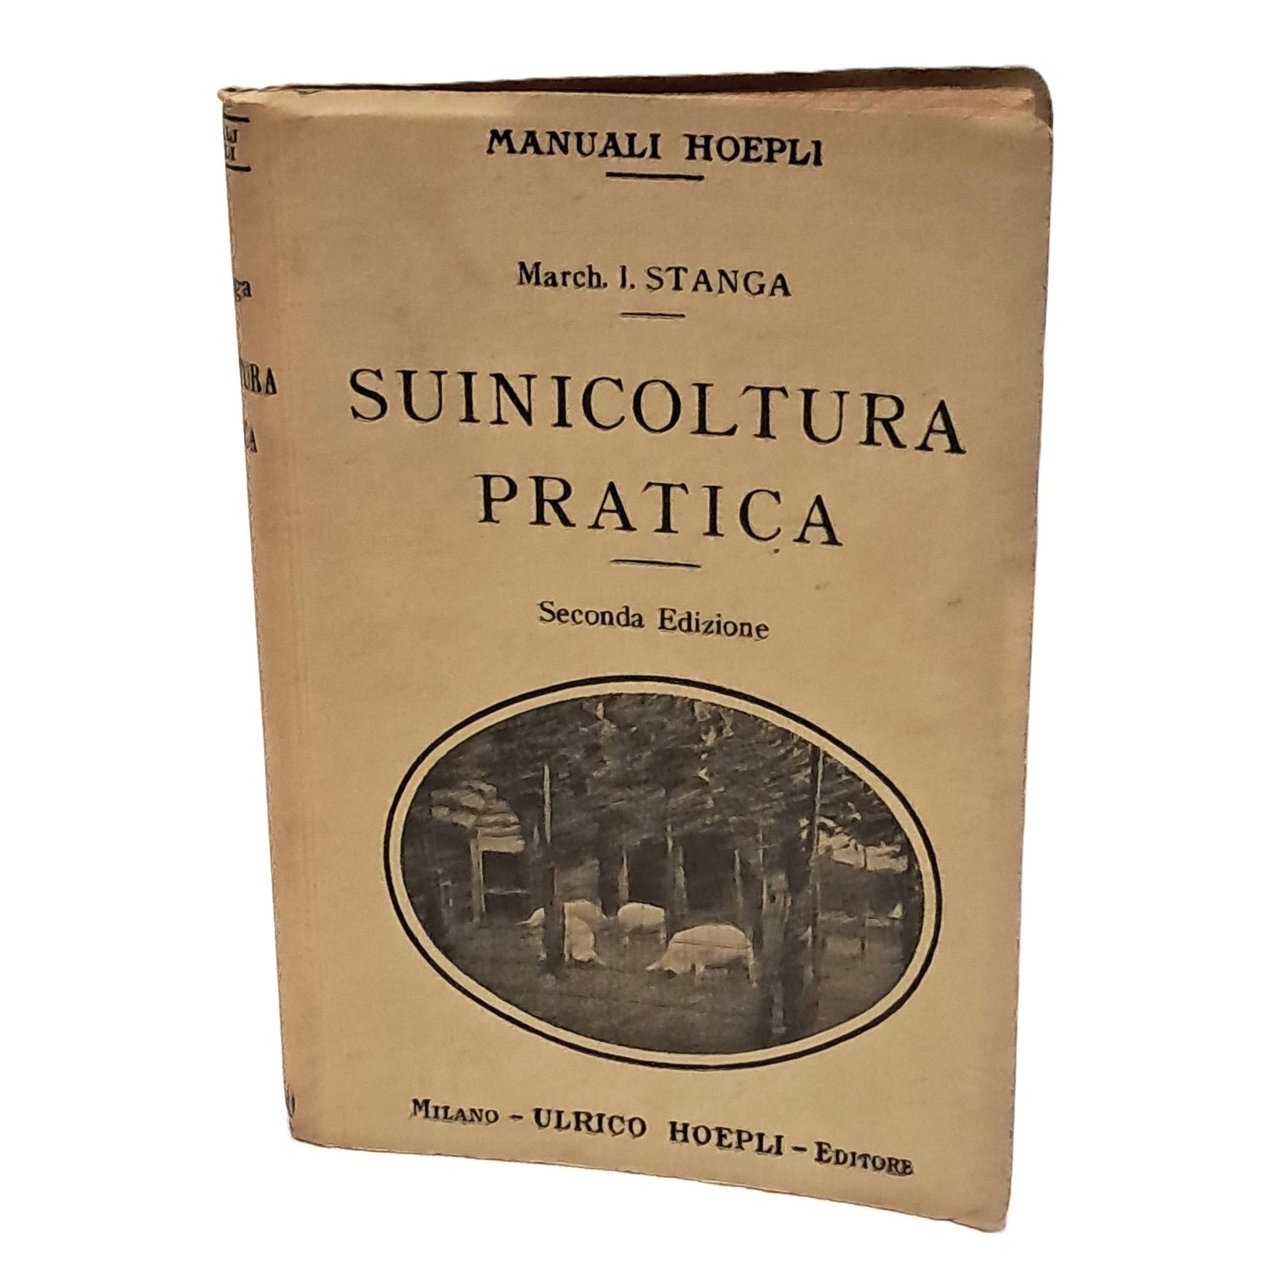 MANUALI HOEPLI
March. I. STANGA
SUINICOLTURA
PRATICA
Seconda Edizione
MILANO - ULRICO HOEPLI - EDITORE